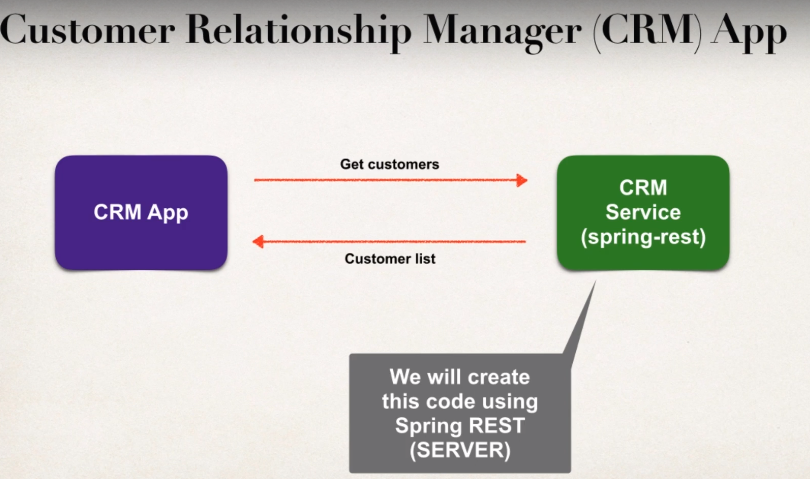 Customer Relationship Manager (CRM) App
Get customers
CRM App
CRM
Service
(spring-rest)
Customer list
We will create
this code using
Spring REST
(SERVER)